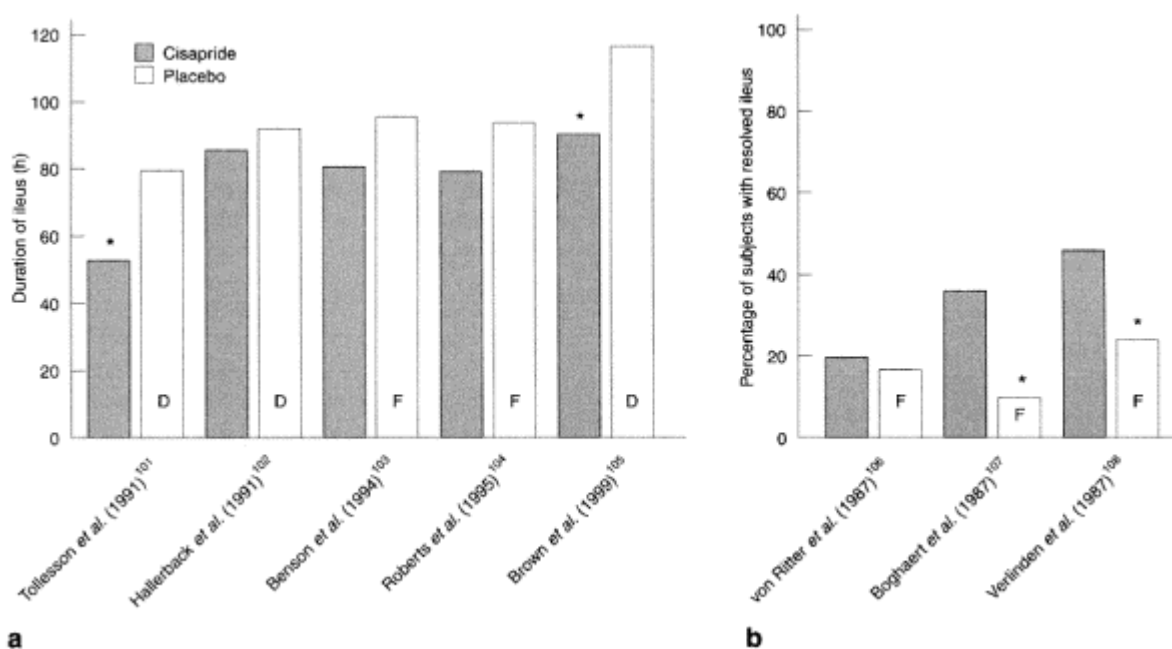 120
100
80
60
40
20
0
Duration of ileus (h)
Cisapride
Placebo
*
*
D
D
F
F
D
Tollesson et al. (1991)101
Hallerback et al. (1991)102
Benson et al. (1994)103
Roberts et al. (1995)104
Brown et al. (1999)105
a
100
80
60
40
20
0
Percentage of subjects with resolved ileus
*
*
F
F
F
von Ritter et al. (1987)106
Boghaert et al. (1987)107
Verlinden et al. (1987)108
b